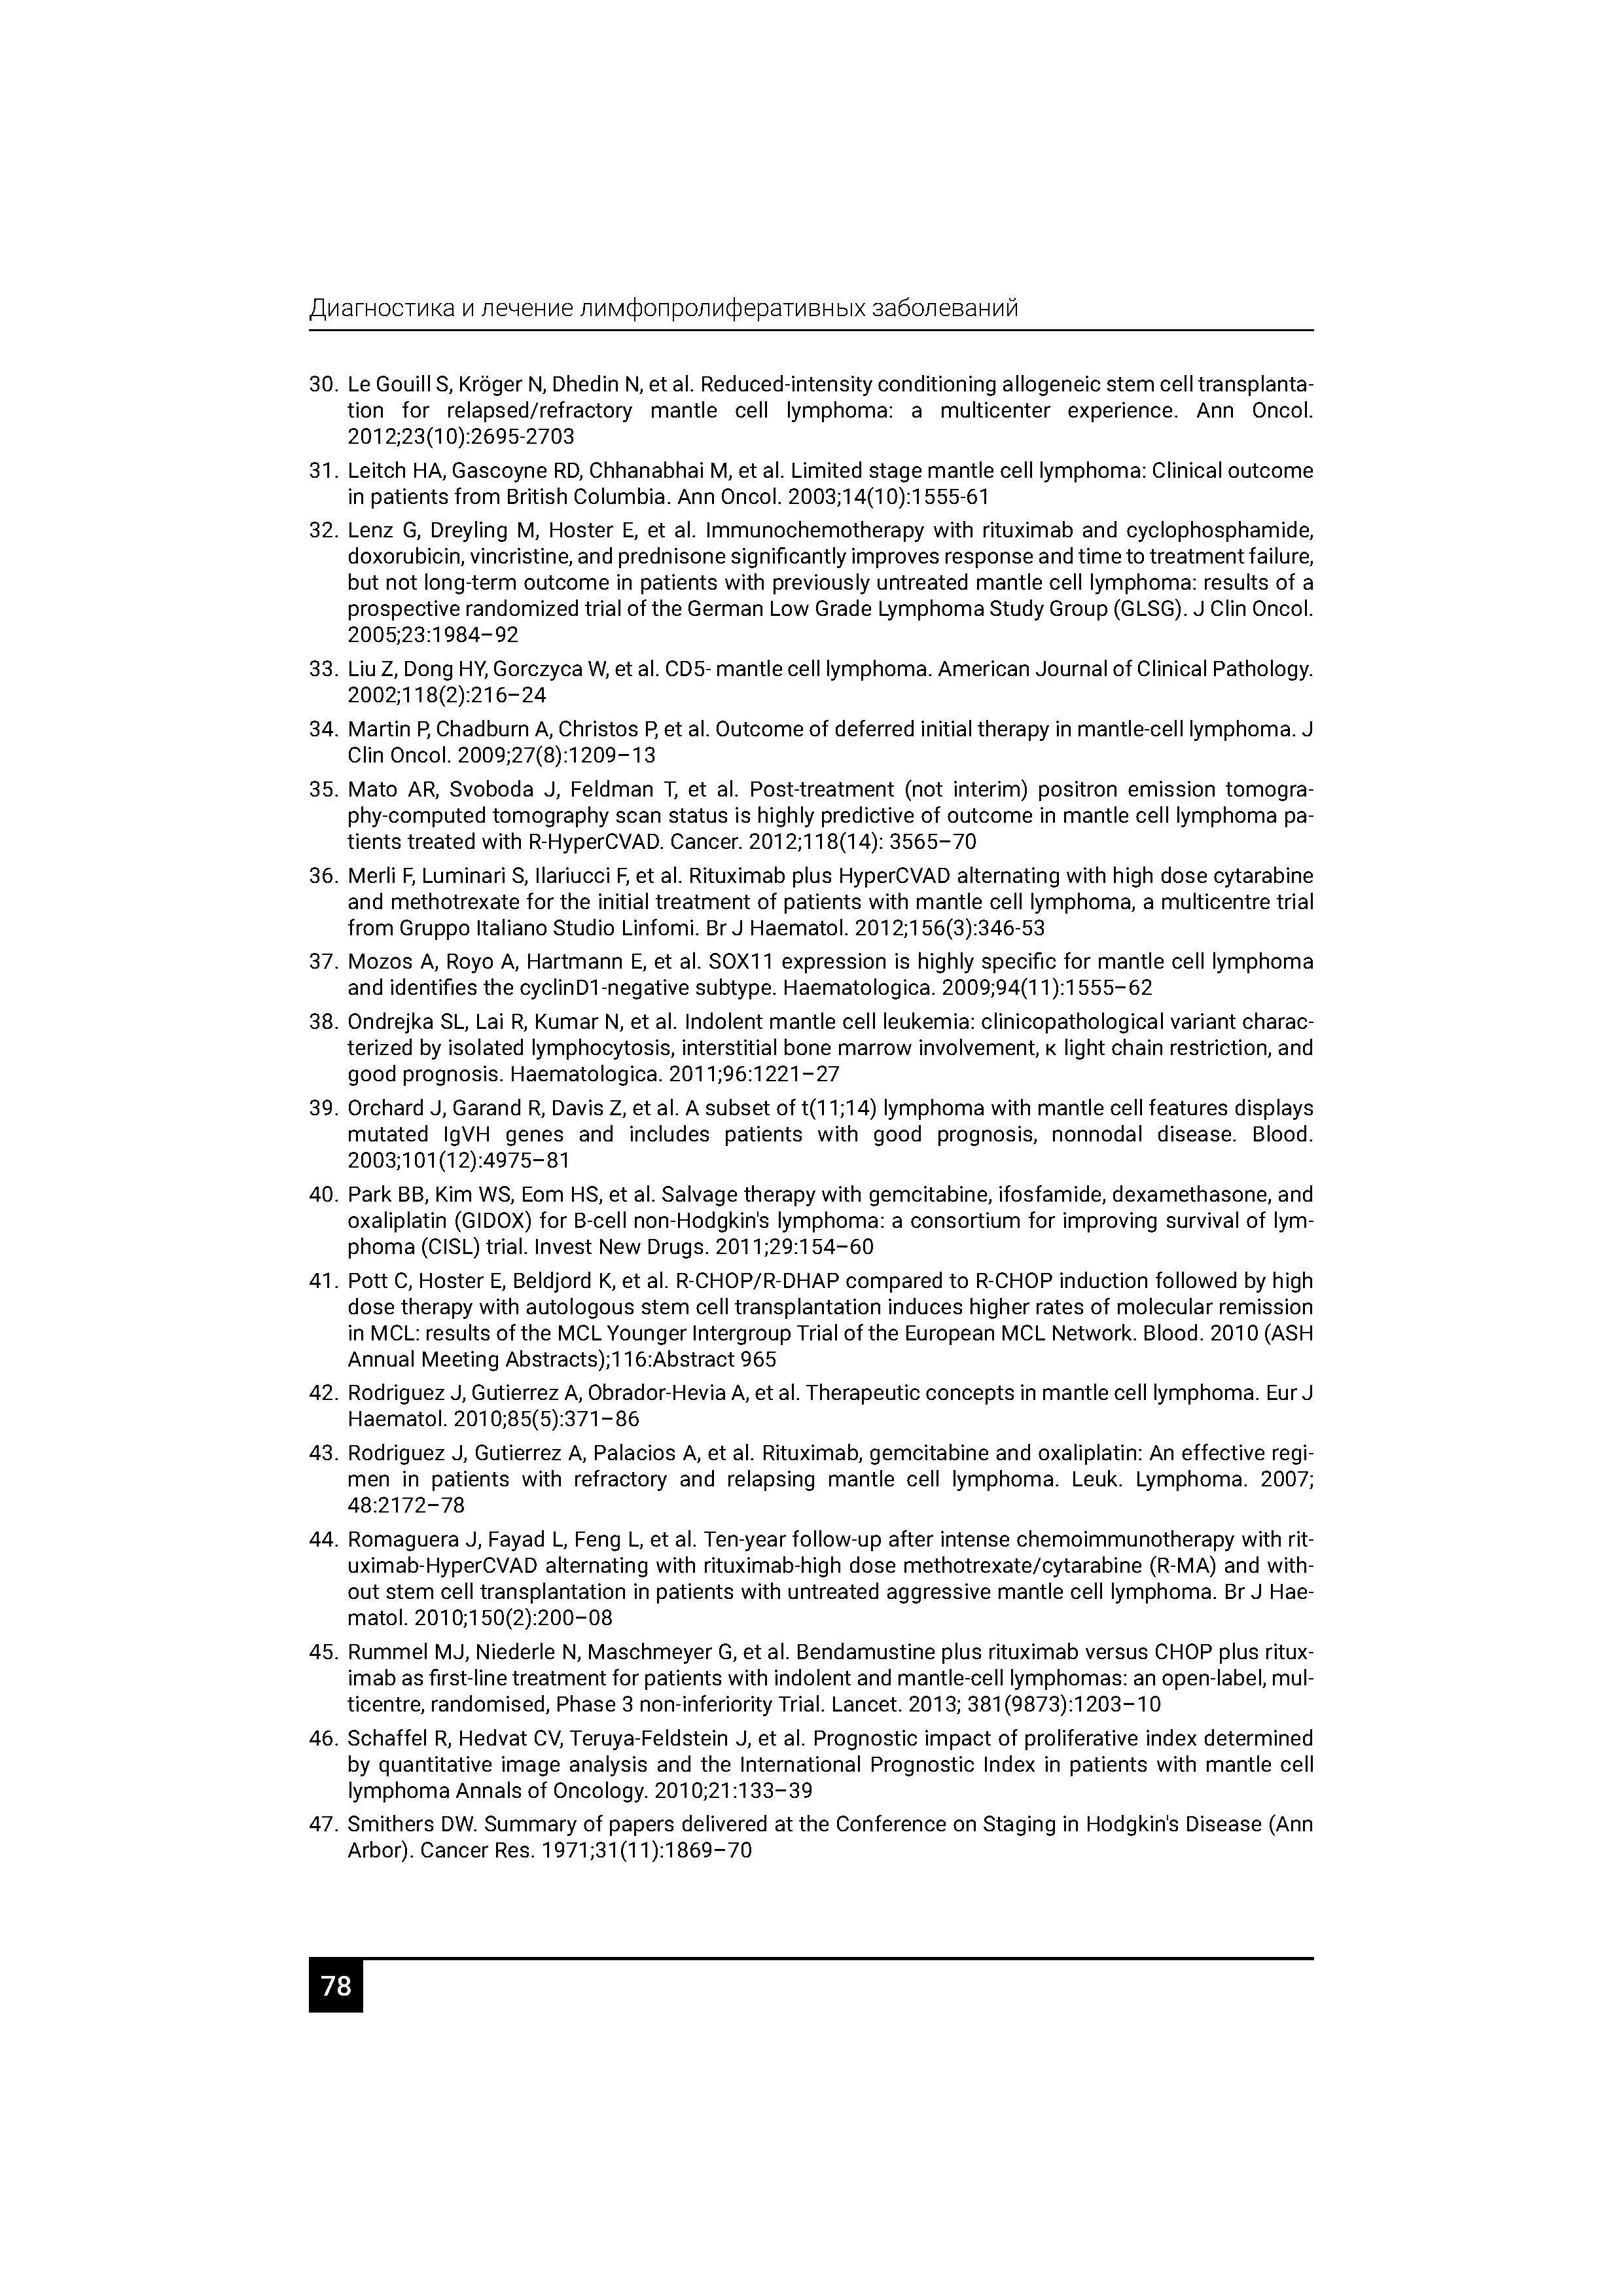 Диагностика и лечение лимфопролиферативных заболеваний
30. Le Gouill S, Kröger N, Dhedin N, et al. Reduced-intensity conditioning allogeneic stem cell transplanta-
tion for relapsed/refractory mantle cell lymphoma: a multicenter experience. Ann Oncol.
2012;23(10):2695-2703
31. Leitch HA, Gascoyne RD, Chhanabhai M, et al. Limited stage mantle cell lymphoma: Clinical outcome
in patients from British Columbia. Ann Oncol. 2003;14(10):1555-61
32. Lenz G, Dreyling M, Hoster E, et al. Immunochemotherapy with rituximab and cyclophosphamide,
doxorubicin, vincristine, and prednisone significantly improves response and time to treatment failure,
but not long-term outcome in patients with previously untreated mantle cell lymphoma: results of a
prospective randomized trial of the German Low Grade Lymphoma Study Group (GLSG). J Clin Oncol.
2005;23:1984–92
33. Liu Z, Dong HY, Gorczyca W, et al. CD5- mantle cell lymphoma. American Journal of Clinical Pathology.
2002;118(2):216–24
34. Martin P, Chadburn A, Christos P, et al. Outcome of deferred initial therapy in mantle-cell lymphoma. J
Clin Oncol. 2009;27(8):1209–13
35. Mato AR, Svoboda J, Feldman T, et al. Post-treatment (not interim) positron emission tomogra-
phy-computed tomography scan status is highly predictive of outcome in mantle cell lymphoma pa-
tients treated with R-HyperCVAD. Cancer. 2012;118(14): 3565–70
36. Merli F, Luminari S, Ilariucci F, et al. Rituximab plus HyperCVAD alternating with high dose cytarabine
and methotrexate for the initial treatment of patients with mantle cell lymphoma, a multicentre trial
from Gruppo Italiano Studio Linfomi. Br J Haematol. 2012;156(3):346-53
37. Mozos A, Royo A, Hartmann E, et al. SOX11 expression is highly specific for mantle cell lymphoma
and identifies the cyclinD1-negative subtype. Haematologica. 2009;94(11):1555–62
38. Ondrejka SL, Lai R, Kumar N, et al. Indolent mantle cell leukemia: clinicopathological variant charac-
terized by isolated lymphocytosis, interstitial bone marrow involvement, κ light chain restriction, and
good prognosis. Haematologica. 2011;96:1221–27
39. Orchard J, Garand R, Davis Z, et al. A subset of t(11;14) lymphoma with mantle cell features displays
mutated IgVH genes and includes patients with good prognosis, nonnodal disease. Blood.
2003;101(12):4975–81
40. Park BB, Kim WS, Eom HS, et al. Salvage therapy with gemcitabine, ifosfamide, dexamethasone, and
oxaliplatin (GIDOX) for B-cell non-Hodgkin's lymphoma: a consortium for improving survival of lym-
phoma (CISL) trial. Invest New Drugs. 2011;29:154–60
41. Pott C, Hoster E, Beldjord K, et al. R-CHOP/R-DHAP compared to R-CHOP induction followed by high
dose therapy with autologous stem cell transplantation induces higher rates of molecular remission
in MCL: results of the MCL Younger Intergroup Trial of the European MCL Network. Blood. 2010 (ASH
Annual Meeting Abstracts);116:Abstract 965
42. Rodriguez J, Gutierrez A, Obrador-Hevia A, et al. Therapeutic concepts in mantle cell lymphoma. Eur J
Haematol. 2010;85(5):371–86
43. Rodriguez J, Gutierrez A, Palacios A, et al. Rituximab, gemcitabine and oxaliplatin: An effective regi-
men in patients with refractory and relapsing mantle cell lymphoma. Leuk. Lymphoma. 2007;
48:2172–78
44. Romaguera J, Fayad L, Feng L, et al. Ten-year follow-up after intense chemoimmunotherapy with rit-
uximab-HyperCVAD alternating with rituximab-high dose methotrexate/cytarabine (R-MA) and with-
out stem cell transplantation in patients with untreated aggressive mantle cell lymphoma. Br J Hae-
matol. 2010;150(2):200–08
45. Rummel MJ, Niederle N, Maschmeyer G, et al. Bendamustine plus rituximab versus CHOP plus ritux-
imab as first-line treatment for patients with indolent and mantle-cell lymphomas: an open-label, mul-
ticentre, randomised, Phase 3 non-inferiority Trial. Lancet. 2013; 381(9873):1203–10
46. Schaffel R, Hedvat CV, Teruya-Feldstein J, et al. Prognostic impact of proliferative index determined
by quantitative image analysis and the International Prognostic Index in patients with mantle cell
lymphoma Annals of Oncology. 2010;21:133–39
47. Smithers DW. Summary of papers delivered at the Conference on Staging in Hodgkin's Disease (Ann
Arbor). Cancer Res. 1971;31(11):1869–70
78